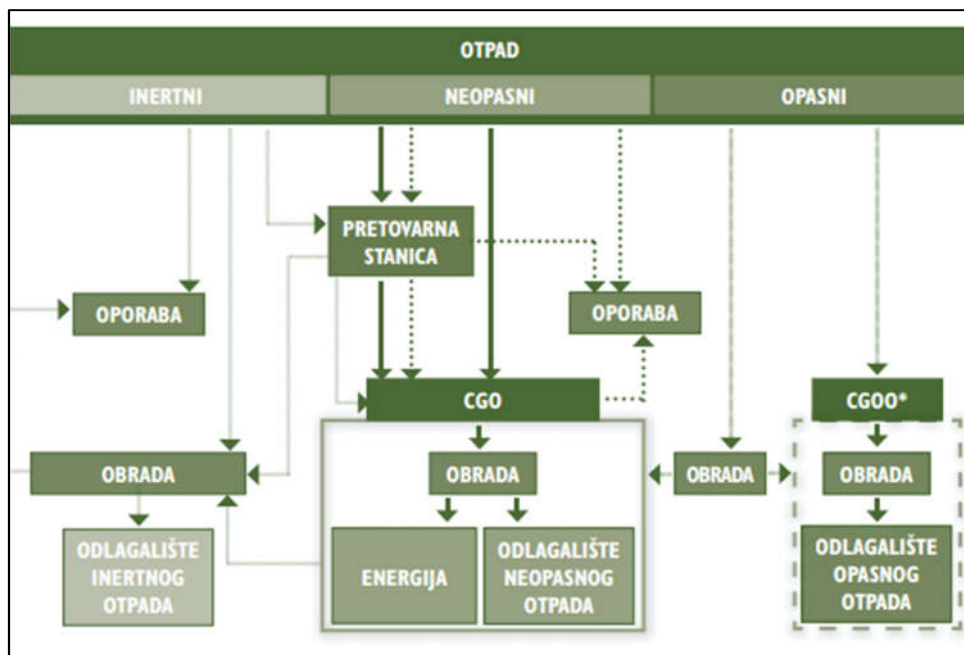 OTPAD
INERTNI
NEOPASNI
OPASNI
PRETOVARNA
STANICA
OPORABA
OPORABA
CGO
CGOO*
OBRADA
OBRADA
OBRADA
OBRADA
ODLAGALIŠTE
INERTNOG
OTPADA
ENERGIJA
ODLAGALIŠTE
NEOPASNOG
OTPADA
ODLAGALIŠTE
OPASNOG
OTPADA